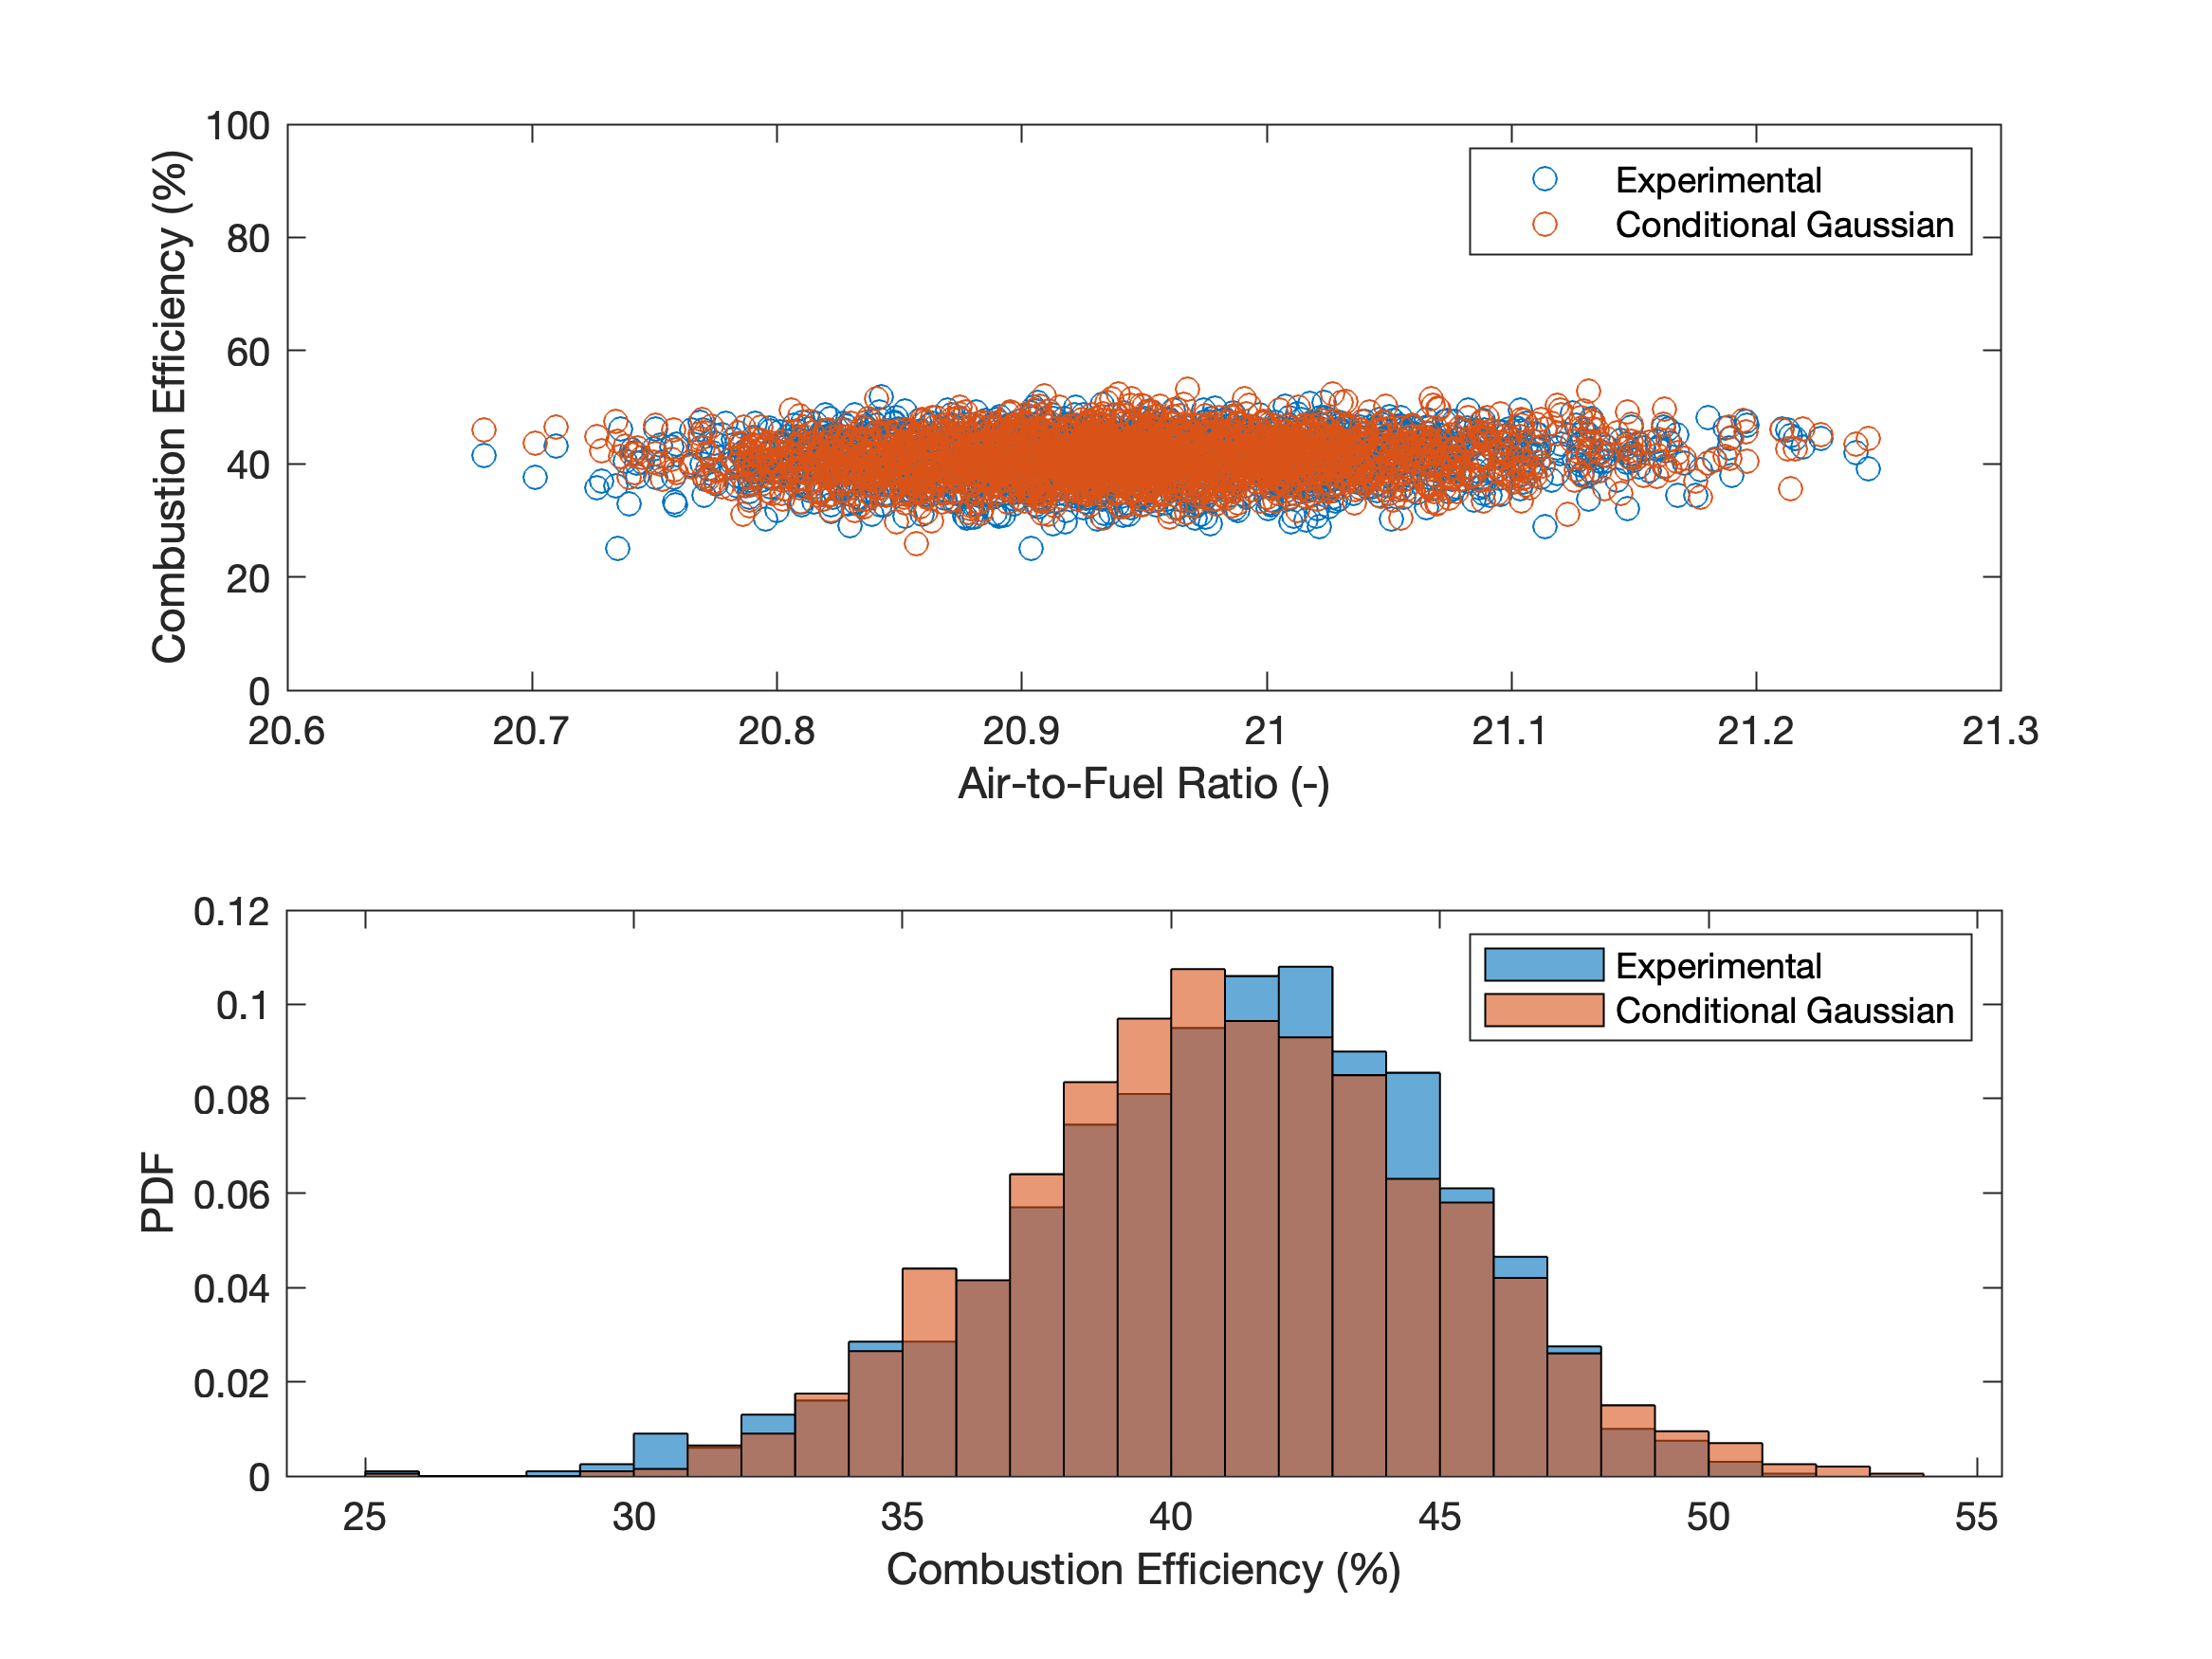 100
80
60
40
20
0
Combustion Efficiency (%)
Experimental
Conditional Gaussian
20.6 20.7 20.8 20.9 21 21.1 21.2 21.3
Air-to-Fuel Ratio (-)
0.12
0.1
0.08
0.06
0.04
0.02
0
PDF
Experimental
Conditional Gaussian
25 30 35 40 45 50 55
Combustion Efficiency (%)